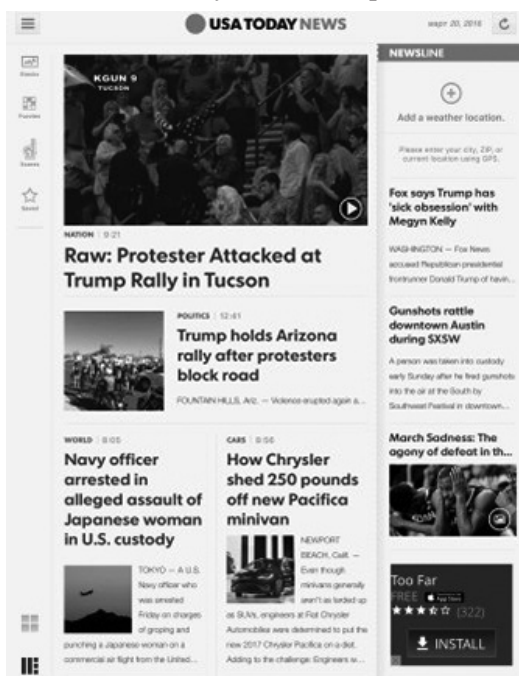 USA TODAY NEWS
март 20, 2016
NEWSLINE
KGUN 9
TUCSON
Puzzles
Scores
Saved
NATION | 9:21
Raw: Protester Attacked at
Trump Rally in Tucson
POLITICS | 12:41
Trump holds Arizona
rally after protesters
block road
FOUNTAIN HILLS, Ariz. — Violence erupted again a...
WORLD | 8:05
Navy officer
arrested in
alleged assault of
Japanese woman
in U.S. custody
TOKYO — A U.S.
Navy officer who
was arrested
Friday on charges
of groping and
punching a Japanese woman on a
commercial air flight from the United...
CARS | 8:56
How Chrysler
shed 250 pounds
off new Pacifica
minivan
NEWPORT
BEACH, Calif. —
Even though
minivans generally
aren't as larded up
as SUVs, engineers at Fiat Chrysler
Automobiles were determined to put the
new 2017 Chrysler Pacifica on a diet.
Adding to the challenge: Engineers w...
Add a weather location.
Please enter your city, ZIP, or
current location using GPS.
Fox says Trump has
'sick obsession' with
Megyn Kelly
WASHINGTON — Fox News
accused Republican presidential
frontrunner Donald Trump of havin...
Gunshots rattle
downtown Austin
during SXSW
A person was taken into custody
early Sunday after he fired gunshots
into the air at the South by
Southwest Festival in downtown...
March Sadness: The
agony of defeat in th...
Too Far
FREE App Store
(322)
INSTALL